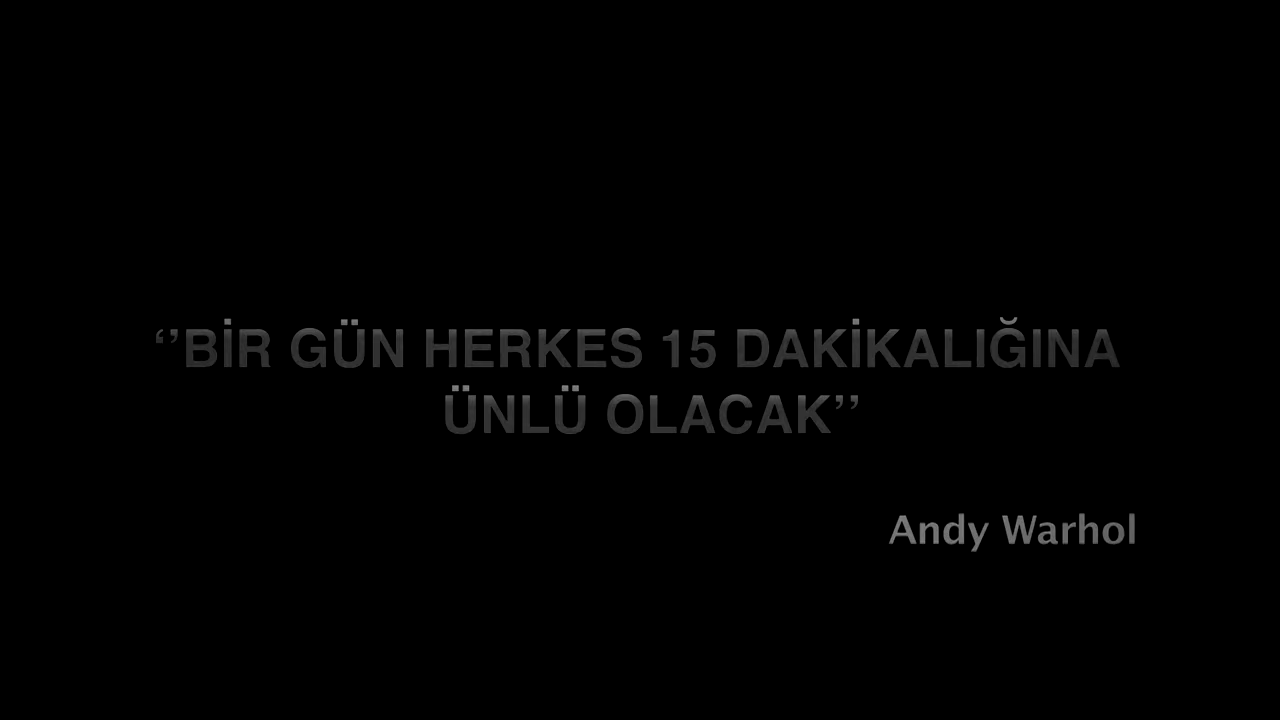 ‘’BİR GÜN HERKES 15 DAKİKALIĞINA
ÜNLÜ OLACAK’’
Andy Warhol